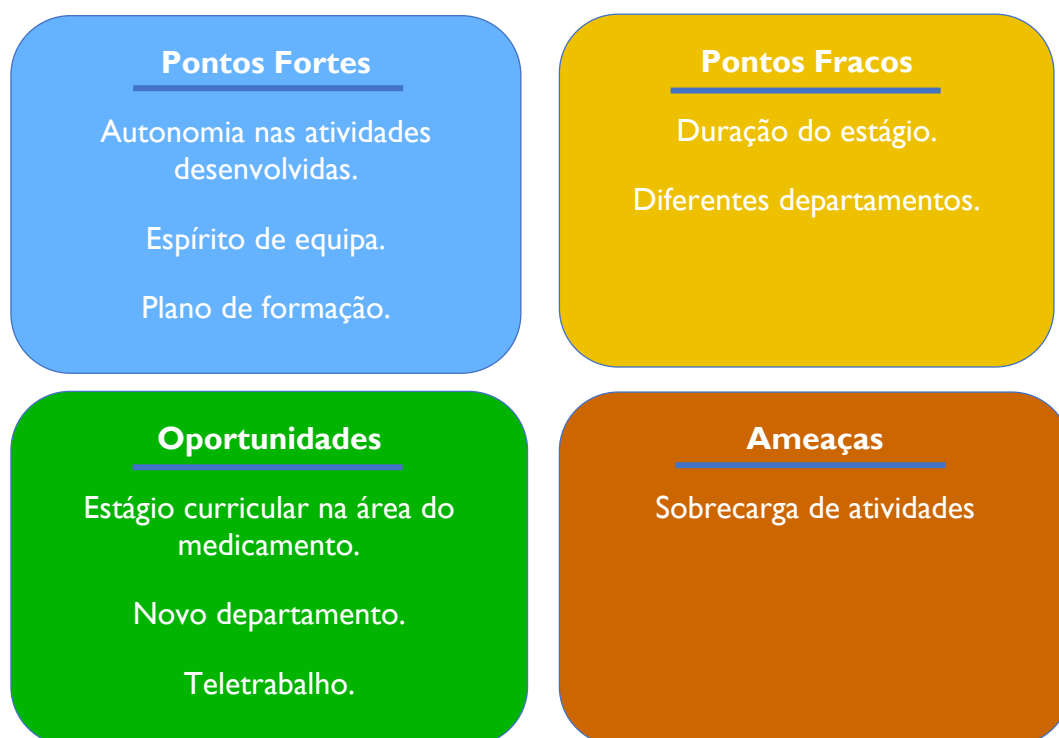 Pontos Fortes
Autonomia nas atividades
desenvolvidas.
Espírito de equipa.
Plano de formação.
Pontos Fracos
Duração do estágio.
Diferentes departamentos.
Oportunidades
Estágio curricular na área do
medicamento.
Novo departamento.
Teletrabalho.
Ameaças
Sobrecarga de atividades